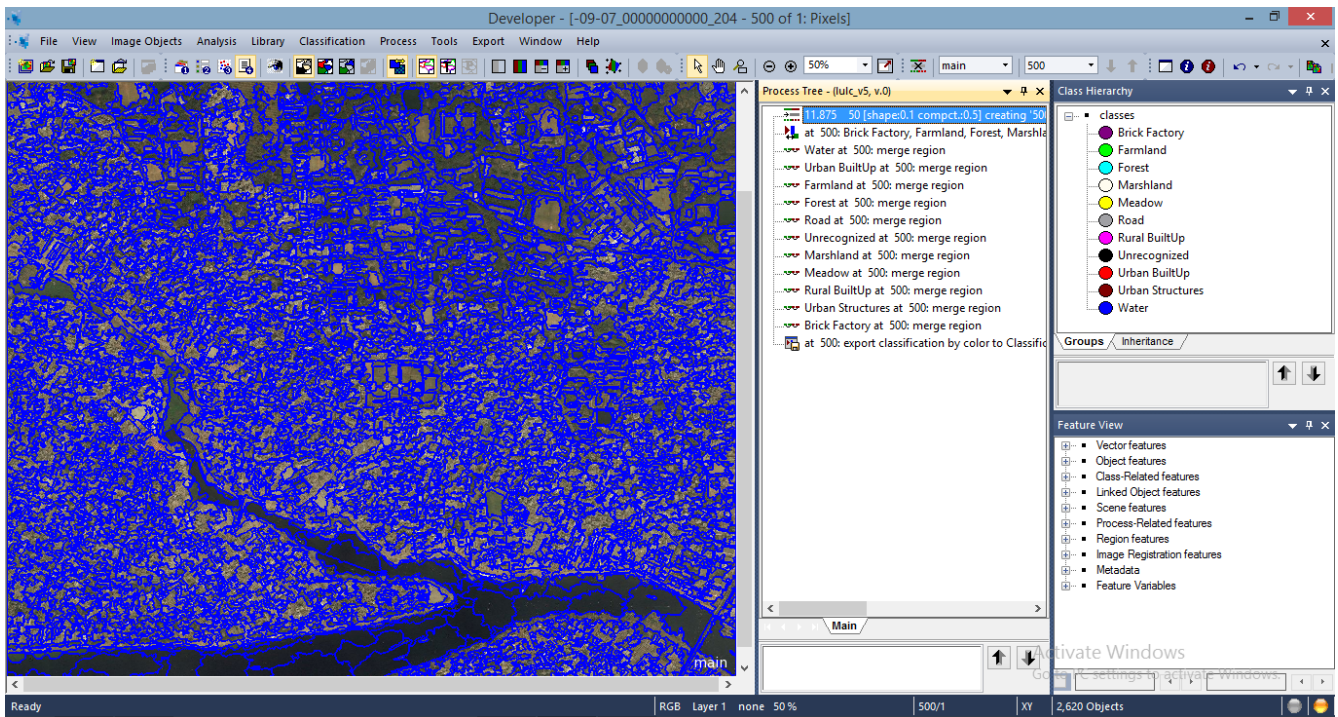 Developer - [-09-07_00000000000_204 - 500 of 1: Pixels]
File View Image Objects Analysis Library Classification Process Tools Export Window Help
50% main 500
Process Tree - (lulc_v5, v.0)
11.875 50 [shape:0.1 compct.:0.5] creating '50
at 500: Brick Factory, Farmland, Forest, Marshla
Water at 500: merge region
Urban BuiltUp at 500: merge region
Farmland at 500: merge region
Forest at 500: merge region
Road at 500: merge region
Unrecognized at 500: merge region
Marshland at 500: merge region
Meadow at 500: merge region
Rural BuiltUp at 500: merge region
Urban Structures at 500: merge region
Brick Factory at 500: merge region
at 500: export classification by color to Classific
Main
Class Hierarchy
classes
Brick Factory
Farmland
Forest
Marshland
Meadow
Road
Rural BuiltUp
Unrecognized
Urban BuiltUp
Urban Structures
Water
Groups Inheritance
Feature View
Vector features
Object features
Class-Related features
Linked Object features
Scene features
Process-Related features
Region features
Image Registration features
Metadata
Feature Variables
main
Activate Windows
Go to PC settings to activate Windows.
Ready RGB Layer 1 none 50 % 500/1 XY 2,620 Objects